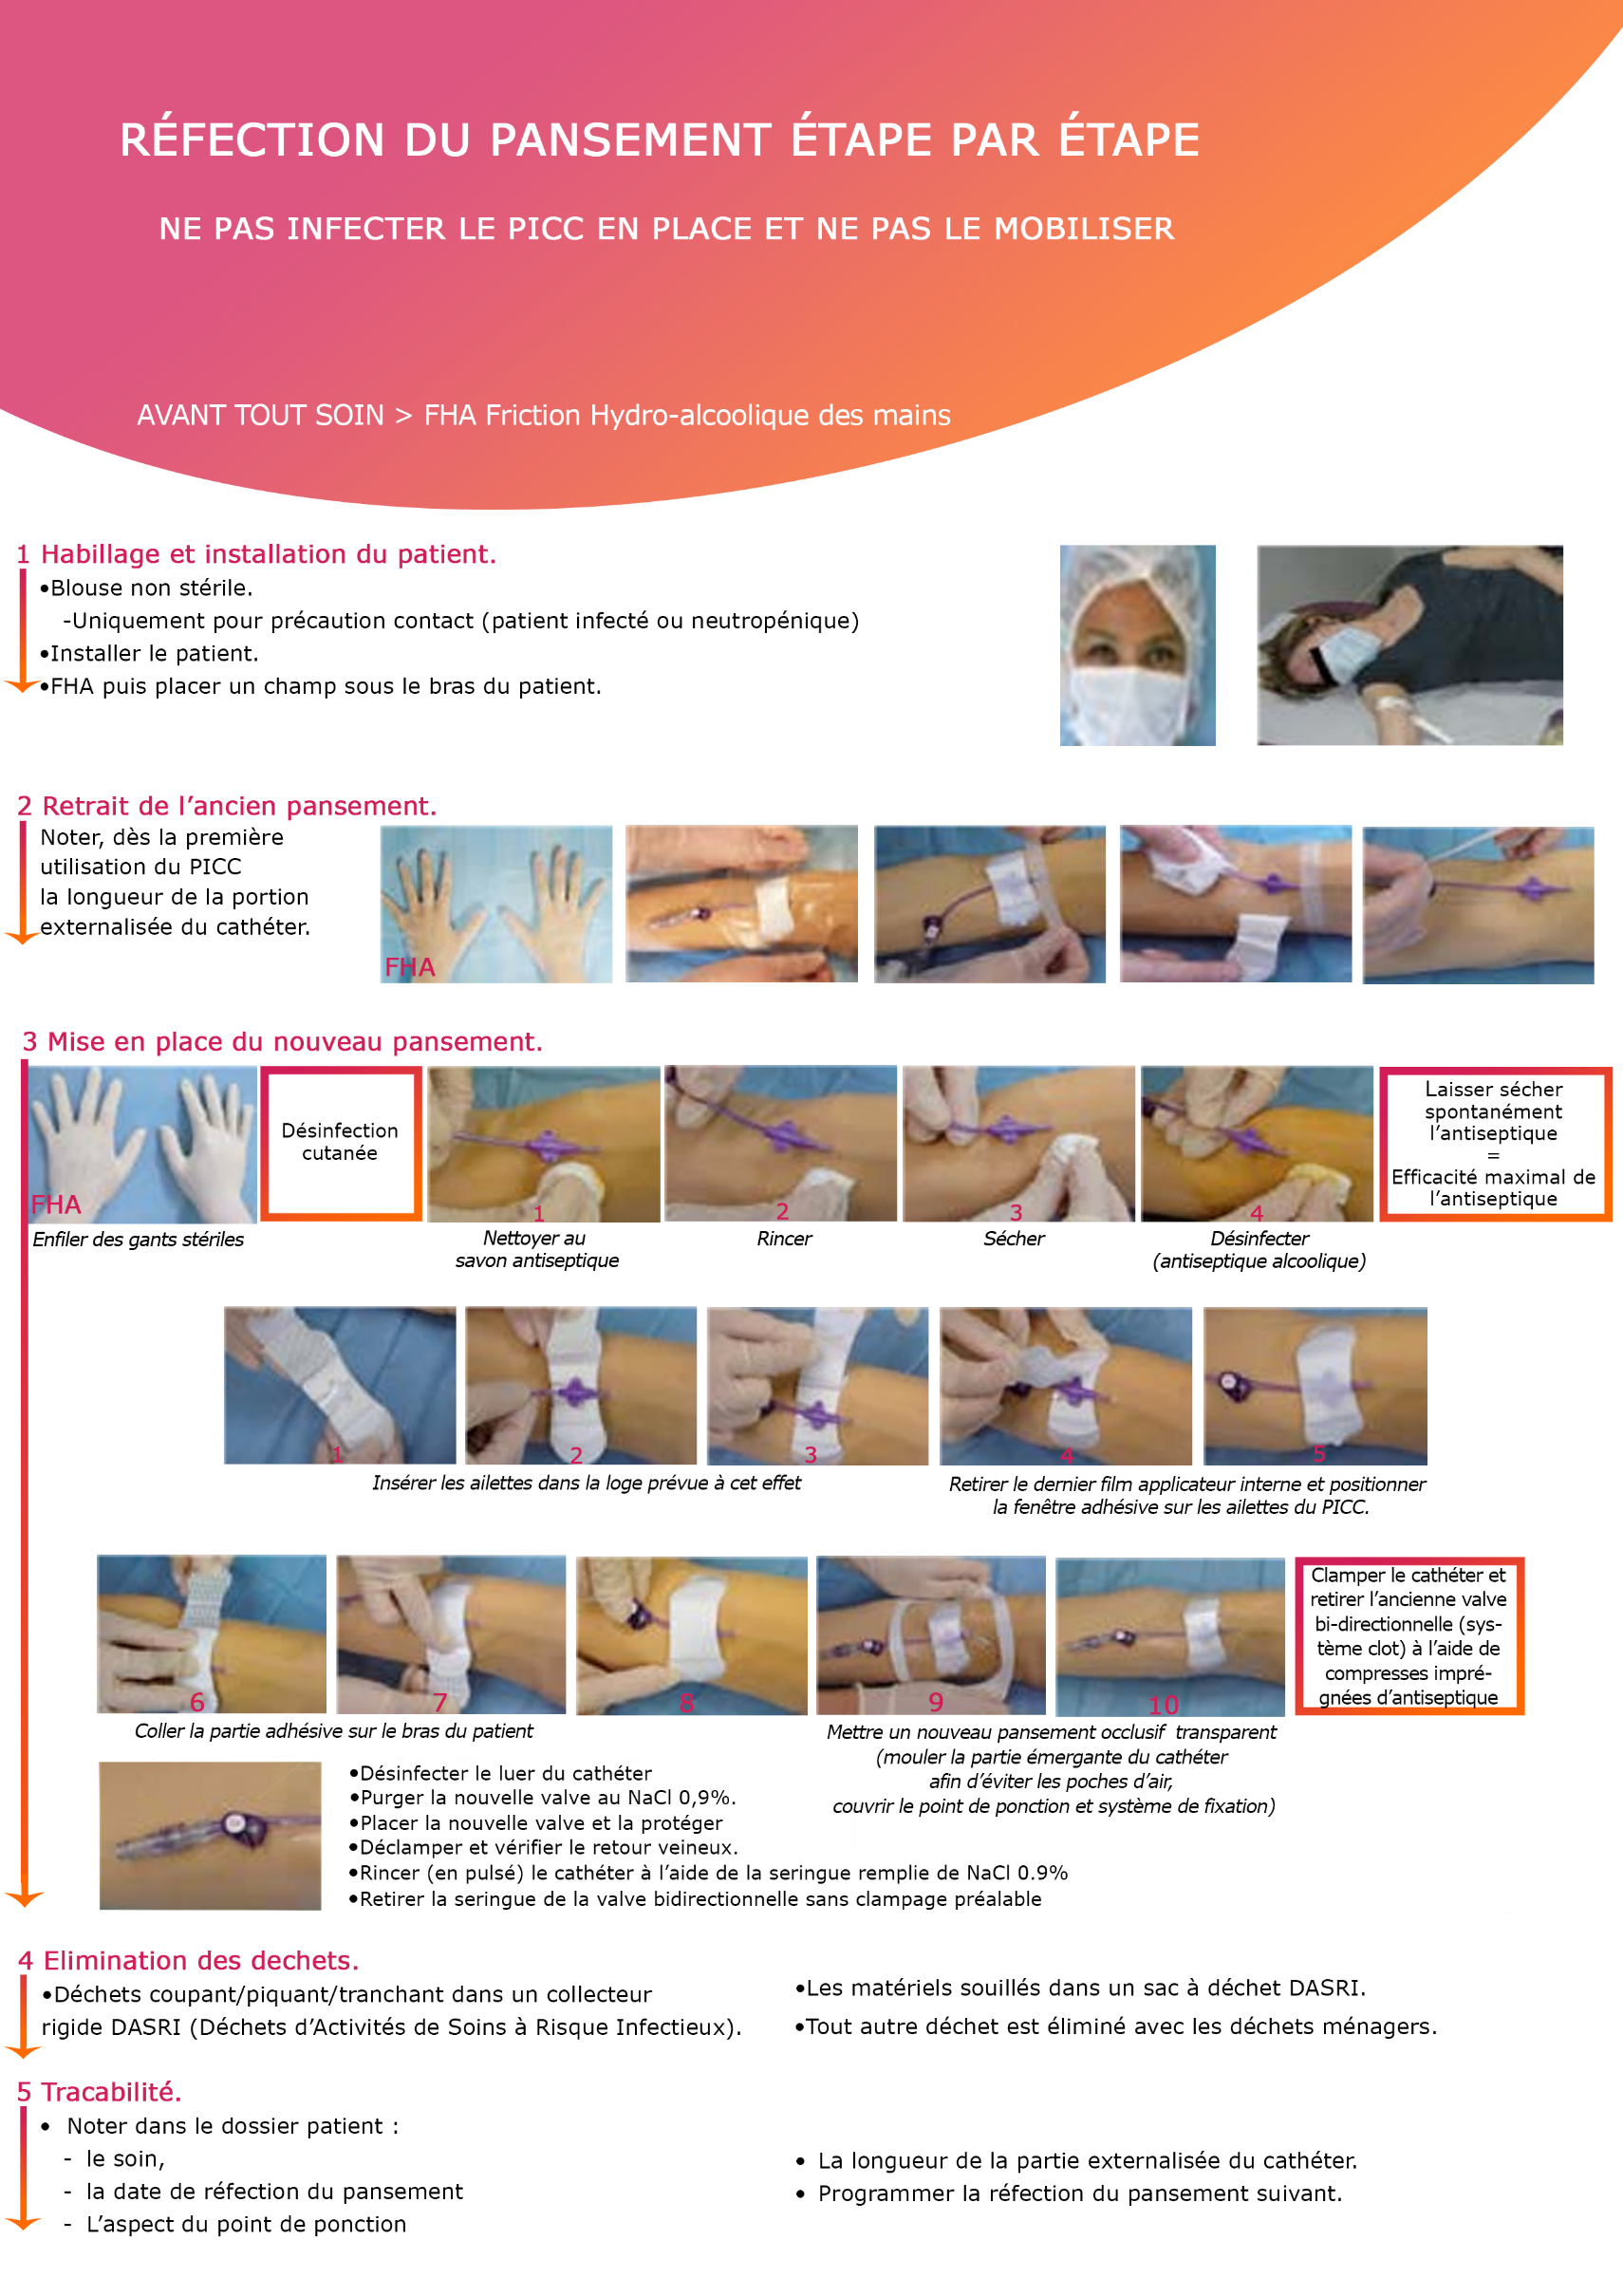 RÉFECTION DU PANSEMENT ÉTAPE PAR ÉTAPE
NE PAS INFECTER LE PICC EN PLACE ET NE PAS LE MOBILISER
AVANT TOUT SOIN > FHA Friction Hydro-alcoolique des mains
1 Habillage et installation du patient.
•Blouse non stérile.
-Uniquement pour précaution contact (patient infecté ou neutropénique)
•Installer le patient.
•FHA puis placer un champ sous le bras du patient.
2 Retrait de l’ancien pansement.
Noter, dès la première
utilisation du PICC
la longueur de la portion
externalisée du cathéter.
FHA
3 Mise en place du nouveau pansement.
FHA
Enfiler des gants stériles
Désinfection
cutanée
1
Nettoyer au
savon antiseptique
2
Rincer
3
Sécher
4
Désinfecter
(antiseptique alcoolique)
Laisser sécher
spontanément
l’antiseptique
=
Efficacité maximal de
l’antiseptique
1
2
3
4
5
Insérer les ailettes dans la loge prévue à cet effet
Retirer le dernier film applicateur interne et positionner
la fenêtre adhésive sur les ailettes du PICC.
6
7
8
9
10
Coller la partie adhésive sur le bras du patient
Mettre un nouveau pansement occlusif transparent
(mouler la partie émergante du cathéter
afin d’éviter les poches d’air,
couvrir le point de ponction et système de fixation)
Clamper le cathéter et
retirer l’ancienne valve
bi-directionnelle (sys-
tème clot) à l’aide de
compresses impré-
gnées d’antiseptique
•Désinfecter le luer du cathéter
•Purger la nouvelle valve au NaCl 0,9%.
•Placer la nouvelle valve et la protéger
•Déclamper et vérifier le retour veineux.
•Rincer (en pulsé) le cathéter à l’aide de la seringue remplie de NaCl 0.9%
•Retirer la seringue de la valve bidirectionnelle sans clampage préalable
4 Elimination des dechets.
•Déchets coupant/piquant/tranchant dans un collecteur
rigide DASRI (Déchets d’Activités de Soins à Risque Infectieux).
•Les matériels souillés dans un sac à déchet DASRI.
•Tout autre déchet est éliminé avec les déchets ménagers.
5 Tracabilité.
• Noter dans le dossier patient :
- le soin,
- la date de réfection du pansement
- L’aspect du point de ponction
• La longueur de la partie externalisée du cathéter.
• Programmer la réfection du pansement suivant.